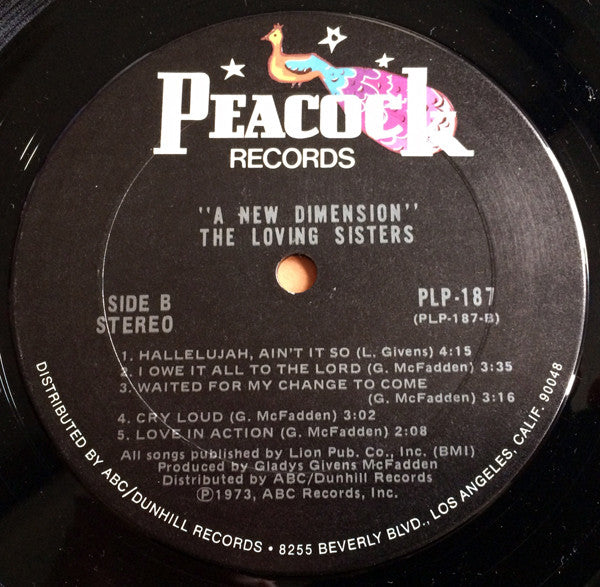 PEACOCK
RECORDS
"A NEW DIMENSION"
THE LOVING SISTERS
SIDE B
STEREO
PLP-187
(PLP-187-B)
1. HALLELUJAH, AIN'T IT SO (L. Givens) 4:15
2. I OWE IT ALL TO THE LORD (G. McFadden) 3:35
3. WAITED FOR MY CHANGE TO COME
(G. McFadden) 3:16
4. CRY LOUD (G. McFadden) 3:02
5. LOVE IN ACTION (G. McFadden) 2:08
All songs published by Lion Pub. Co., Inc. (BMI)
Produced by Gladys Givens McFadden
Distributed by ABC/Dunhill Records
Ⓟ1973, ABC Records, Inc.
DISTRIBUTED BY ABC/DUNHILL RECORDS • 8255 BEVERLY BLVD., LOS ANGELES, CALIF. 90048